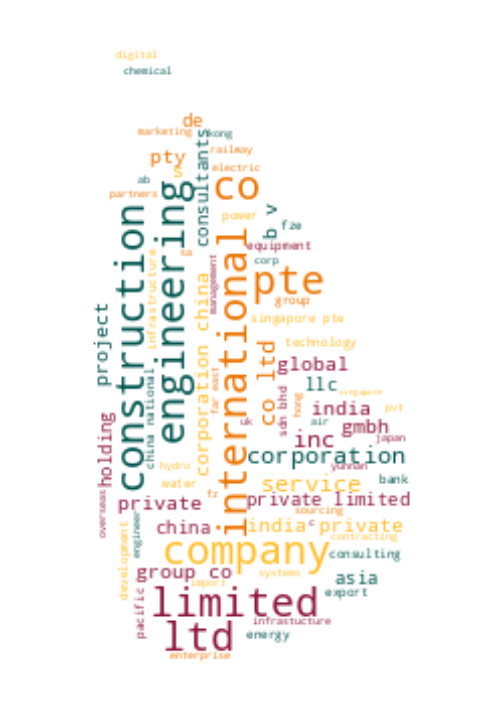 digital
chemical
de
marketing
kong
pty
railway
s
electric
ab
partners
consultants
co
engineering
construction
power
b v
fze
equipment
sa
corp
management
infrastructure
international
pte
group
singapore pte
project
corporation china
technology
co ltd
global
far east
china national
llc
singapore
hong
sdn bhd
india
pvt
uk
air
gmbh
inc
japan
holding
corporation
hydro
yunnan
water
service
bank
overseas
fz
private
private limited
sourcing
engineer
china
india
c
private
contracting
development
company
consulting
group co
systems
asia
import
export
pacific
limited
infrastucture
ltd
energy
enterprise